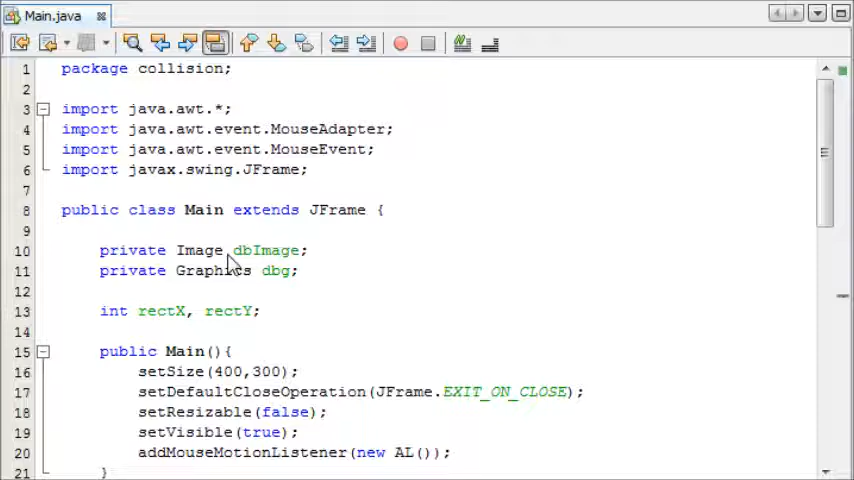 Main.java
1 package collision;
2
3 import java.awt.*;
4 import java.awt.event.MouseAdapter;
5 import java.awt.event.MouseEvent;
6 import javax.swing.JFrame;
7
8 public class Main extends JFrame {
9
10 private Image dbImage;
11 private Graphics dbg;
12
13 int rectX, rectY;
14
15 public Main(){
16 setSize(400,300);
17 setDefaultCloseOperation(JFrame.EXIT_ON_CLOSE);
18 setResizable(false);
19 setVisible(true);
20 addMouseMotionListener(new AL());
21 }